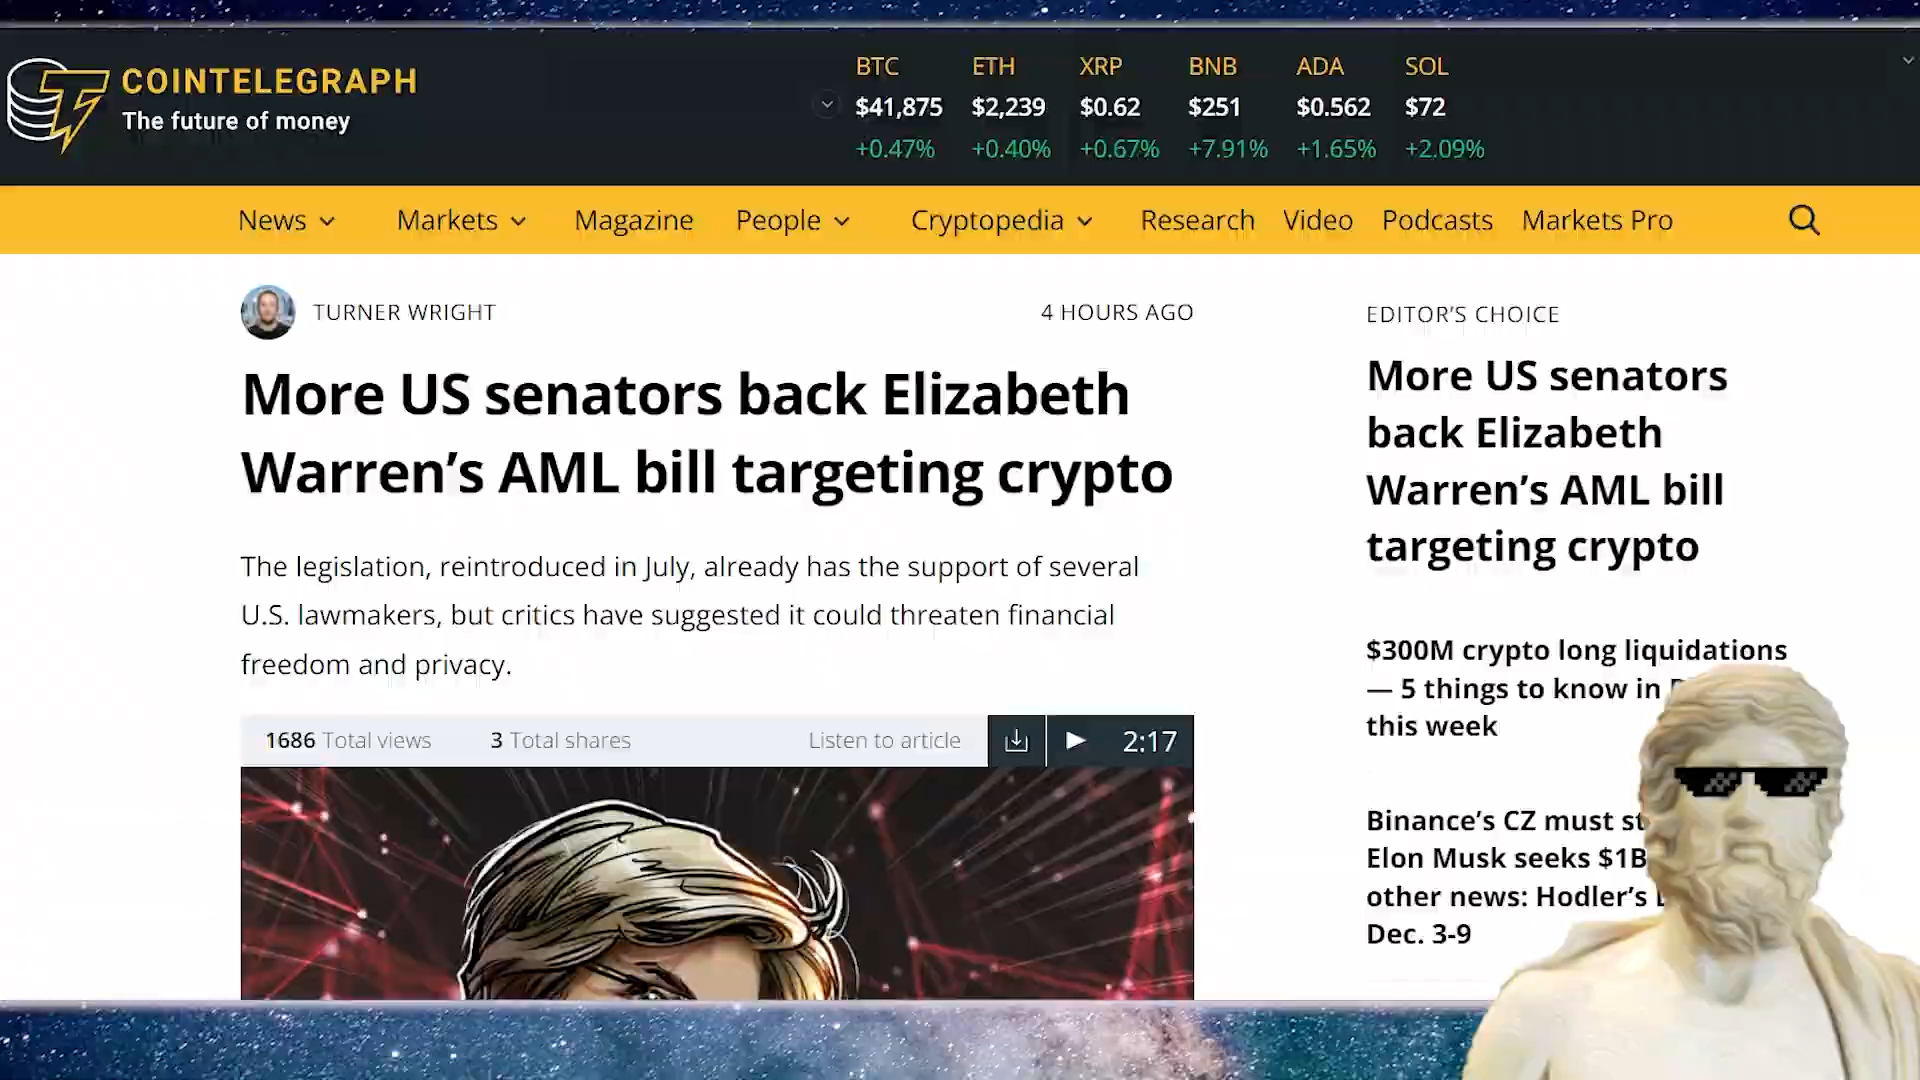 COINTELEGRAPH
The future of money
BTC ETH XRP BNB ADA SOL
$41,875 $2,239 $0.62 $251 $0.562 $72
+0.47% +0.40% +0.67% +7.91% +1.65% +2.09%
News Markets Magazine People Cryptopedia Research Video Podcasts Markets Pro
TURNER WRIGHT 4 HOURS AGO
More US senators back Elizabeth
Warren’s AML bill targeting crypto
The legislation, reintroduced in July, already has the support of several
U.S. lawmakers, but critics have suggested it could threaten financial
freedom and privacy.
1686 Total views 3 Total shares Listen to article 2:17
EDITOR’S CHOICE
More US senators
back Elizabeth
Warren’s AML bill
targeting crypto
$300M crypto long liquidations
— 5 things to know in
this week
Binance’s CZ must
Elon Musk seeks $1B
other news: Hodler’s
Dec. 3-9